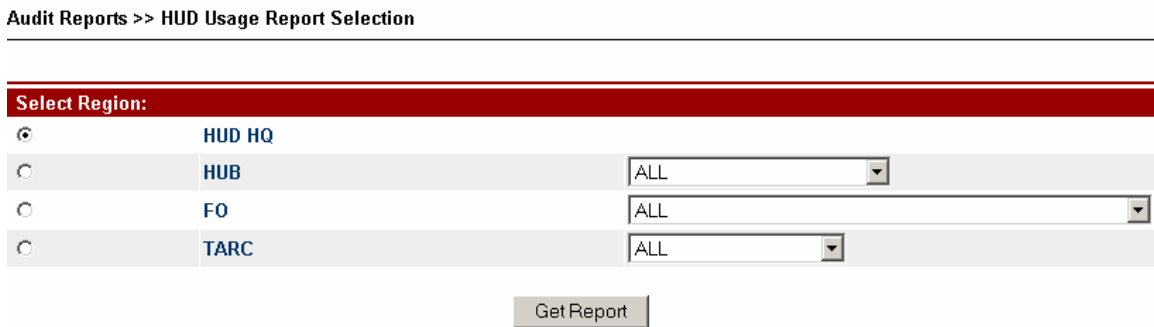 Audit Reports >> HUD Usage Report Selection
Select Region:
HUD HQ
HUB ALL
FO ALL
TARC ALL
Get Report